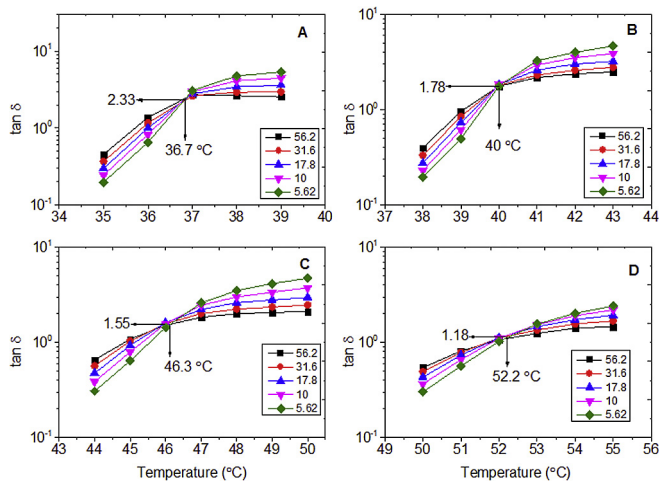 A
tan δ
10¹
10⁰
10⁻¹
2.33
36.7 °C
56.2
31.6
17.8
10
5.62
34 35 36 37 38 39 40
B
tan δ
10¹
10⁰
10⁻¹
1.78
40 °C
56.2
31.6
17.8
10
5.62
37 38 39 40 41 42 43 44
C
tan δ
10¹
10⁰
10⁻¹
1.55
46.3 °C
56.2
31.6
17.8
10
5.62
43 44 45 46 47 48 49 50
Temperature (°C)
D
tan δ
10¹
10⁰
10⁻¹
1.18
52.2 °C
56.2
31.6
17.8
10
5.62
49 50 51 52 53 54 55 56
Temperature (°C)